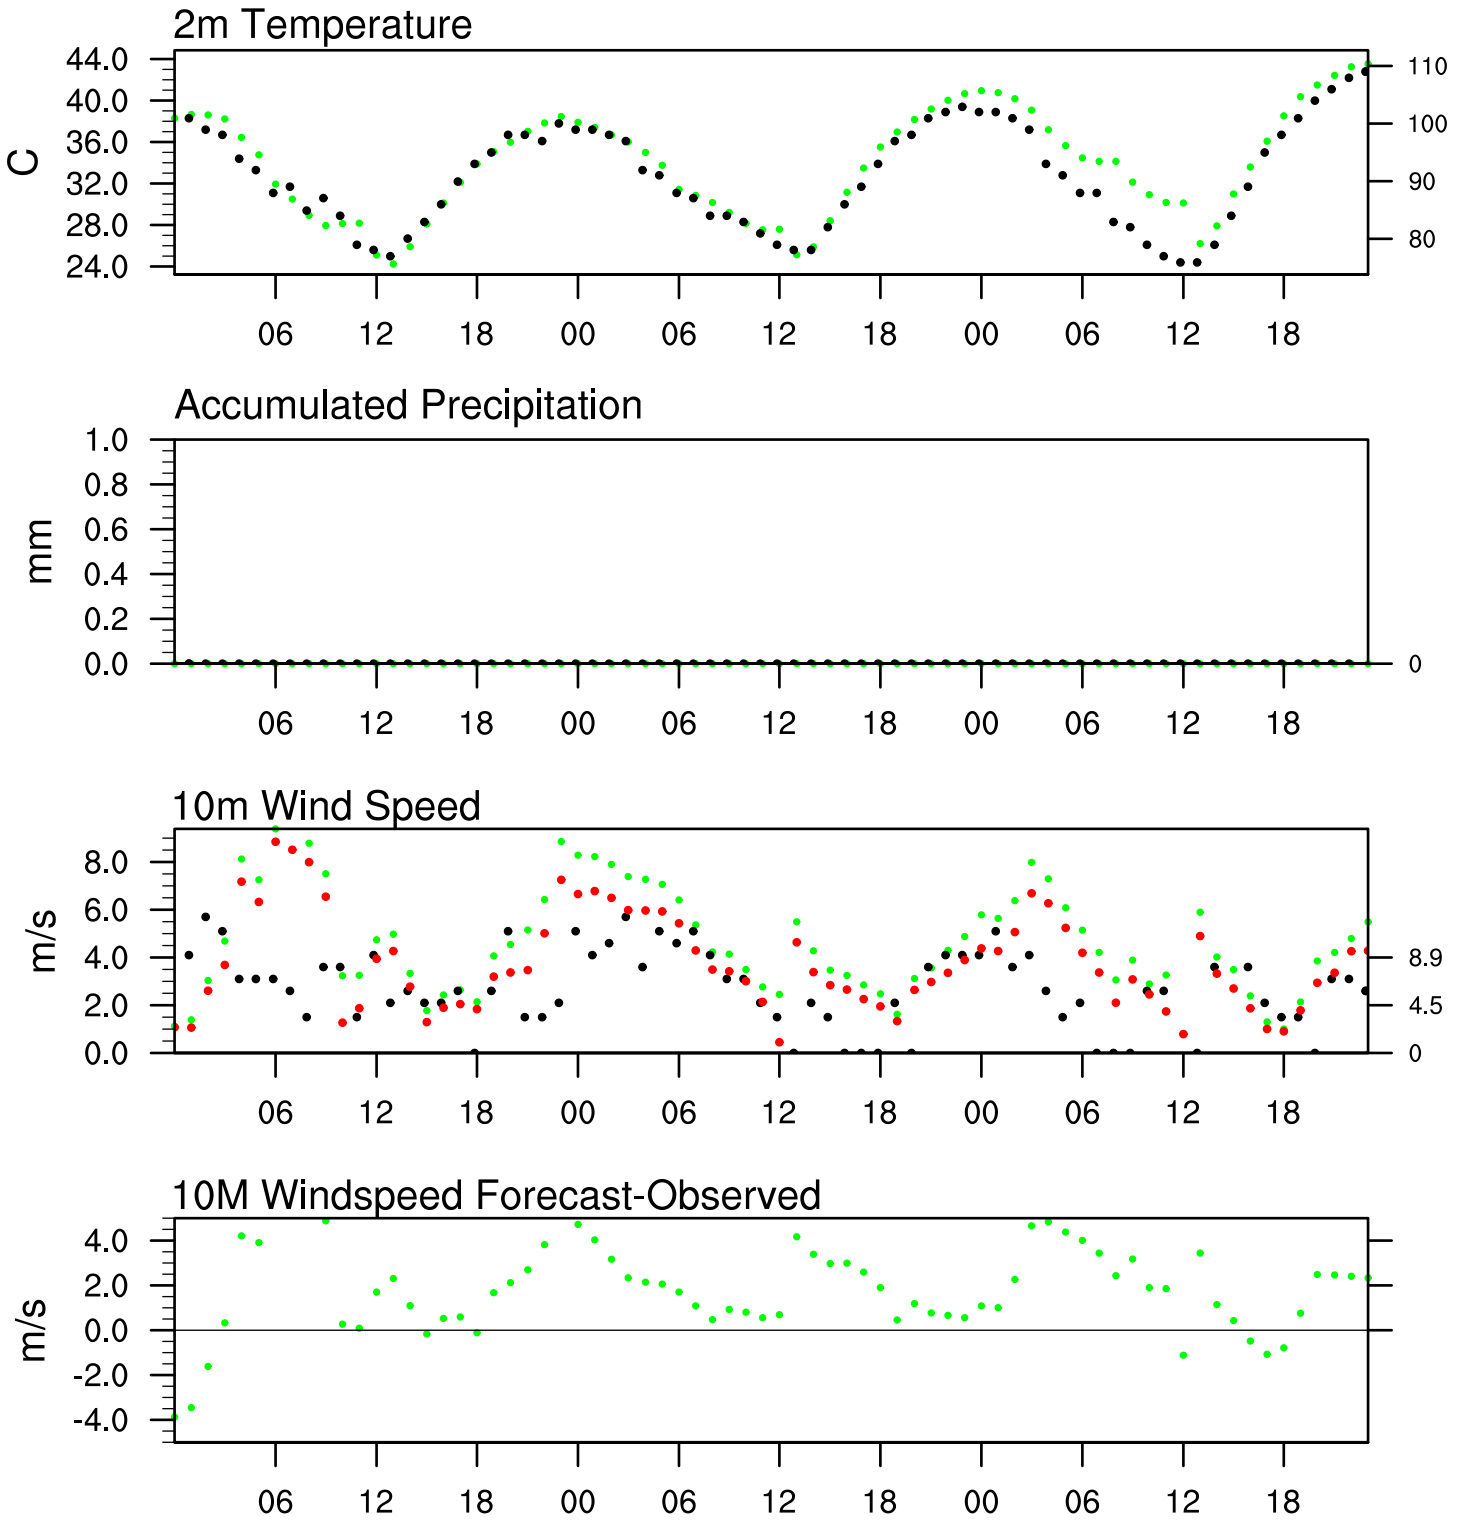 2m Temperature
44.0
40.0
36.0
32.0
28.0
24.0
C
110
100
90
80
06 12 18 00 06 12 18 00 06 12 18
Accumulated Precipitation
1.0
0.8
0.6
0.4
0.2
0.0
mm
0
06 12 18 00 06 12 18 00 06 12 18
10m Wind Speed
8.0
6.0
4.0
2.0
0.0
m/s
8.9
4.5
0
06 12 18 00 06 12 18 00 06 12 18
10M Windspeed Forecast-Observed
4.0
2.0
0.0
-2.0
-4.0
m/s
06 12 18 00 06 12 18 00 06 12 18